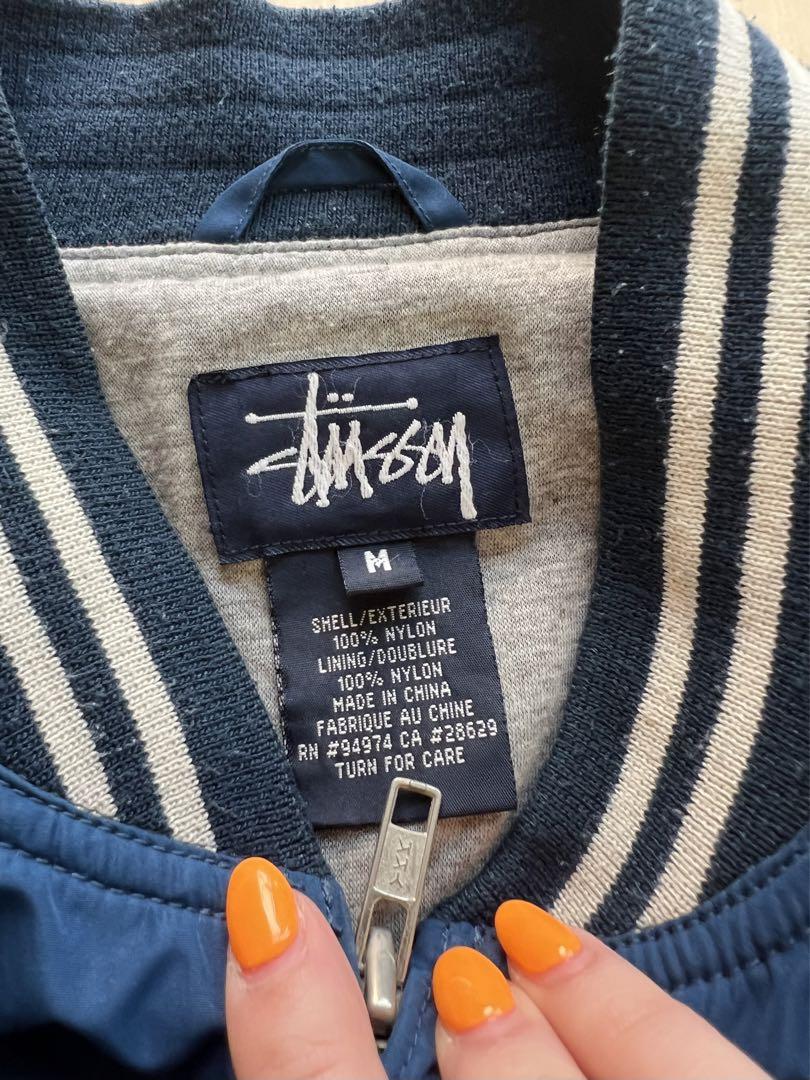 Stüssy
M
SHELL/EXTERIEUR
100% NYLON
LINING/DOUBLURE
100% NYLON
MADE IN CHINA
FABRIQUE AU CHINE
RN #94974 CA #28629
TURN FOR CARE
YKK